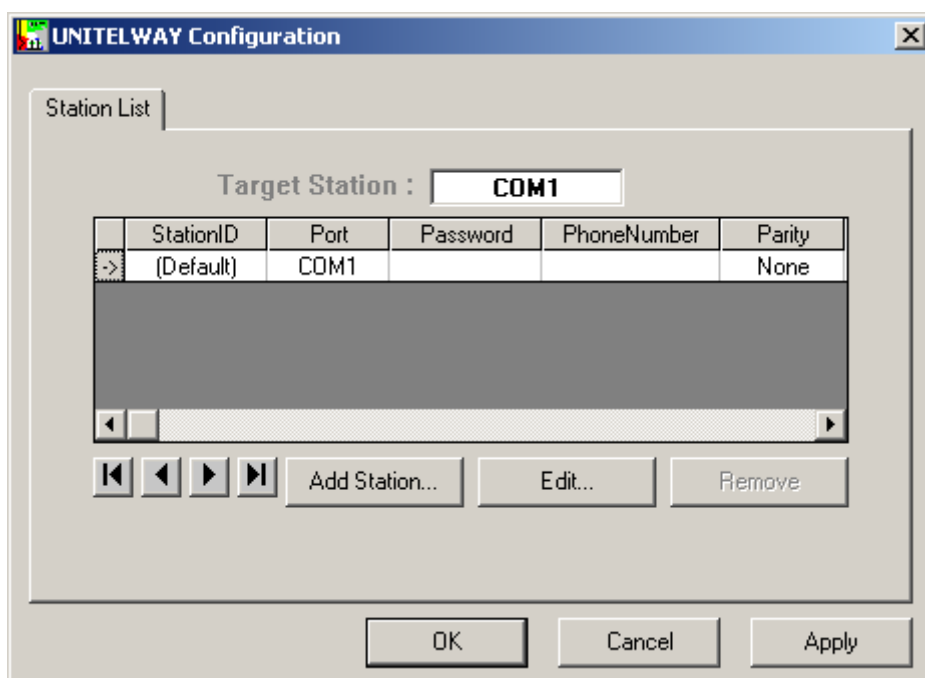 UNITELWAY Configuration
Station List
Target Station : COM1
StationID Port Password PhoneNumber Parity
-> (Default) COM1 None
Add Station... Edit... Remove
OK Cancel Apply